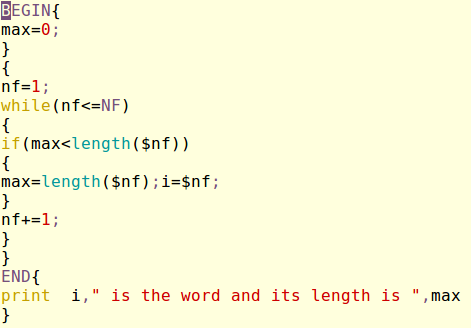 BEGIN{
max=0;
}
{
nf=1;
while(nf<=NF)
{
if(max<length($nf))
{
max=length($nf);i=$nf;
}
nf+=1;
}
}
END{
print  i," is the word and its length is ",max
}